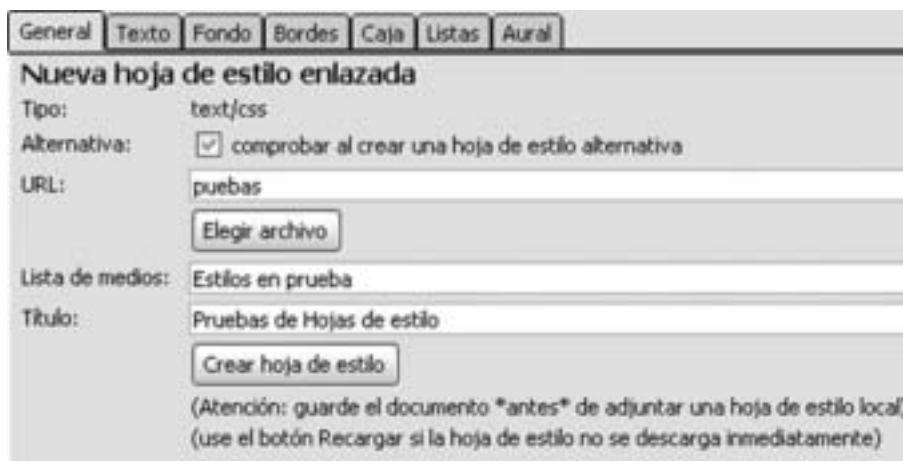 General Texto Fondo Bordes Caja Listas Aural
Nueva hoja de estilo enlazada
Tipo: text/css
Alternativa: comprobar al crear una hoja de estilo alternativa
URL: puebas
Elegir archivo
Lista de medios: Estilos en prueba
Título: Pruebas de Hojas de estilo
Crear hoja de estilo
(Atención: guarde el documento *antes* de adjuntar una hoja de estilo local)
(use el botón Recargar si la hoja de estilo no se descarga inmediatamente)